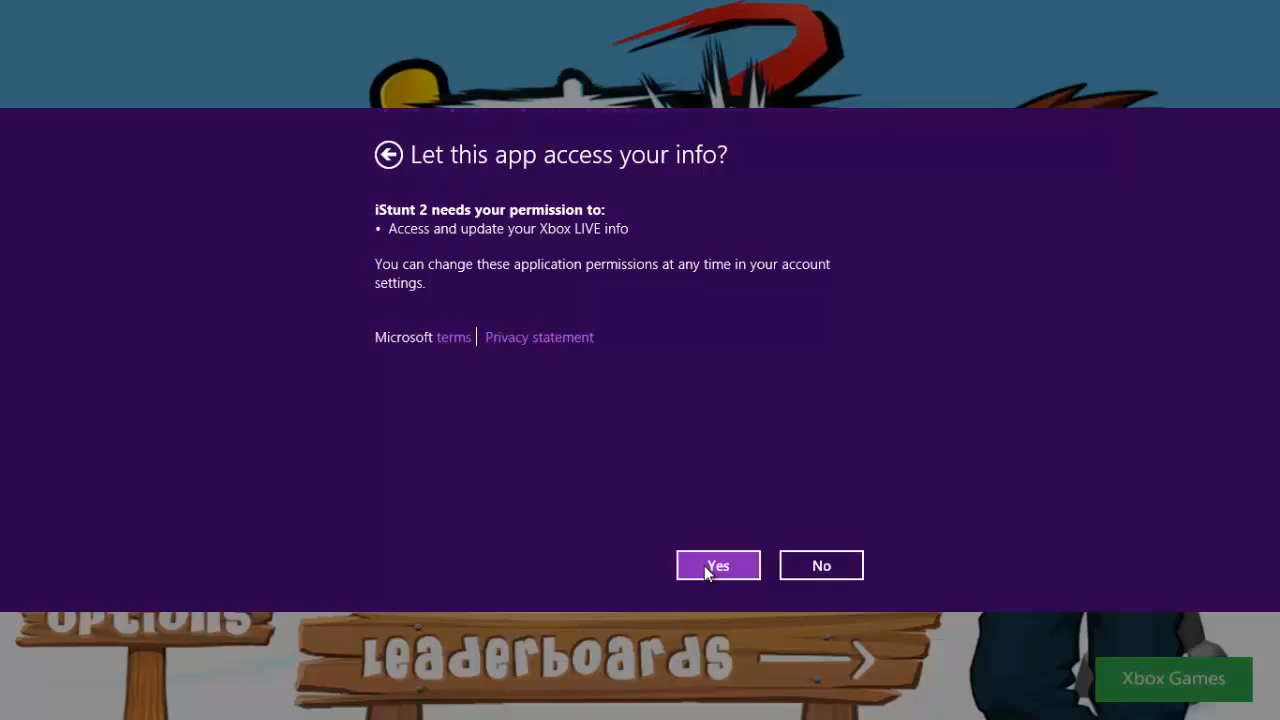 Let this app access your info?
iStunt 2 needs your permission to:
• Access and update your Xbox LIVE info
You can change these application permissions at any time in your account
settings.
Microsoft terms | Privacy statement
Yes No
Options
Leaderboards
Xbox Games